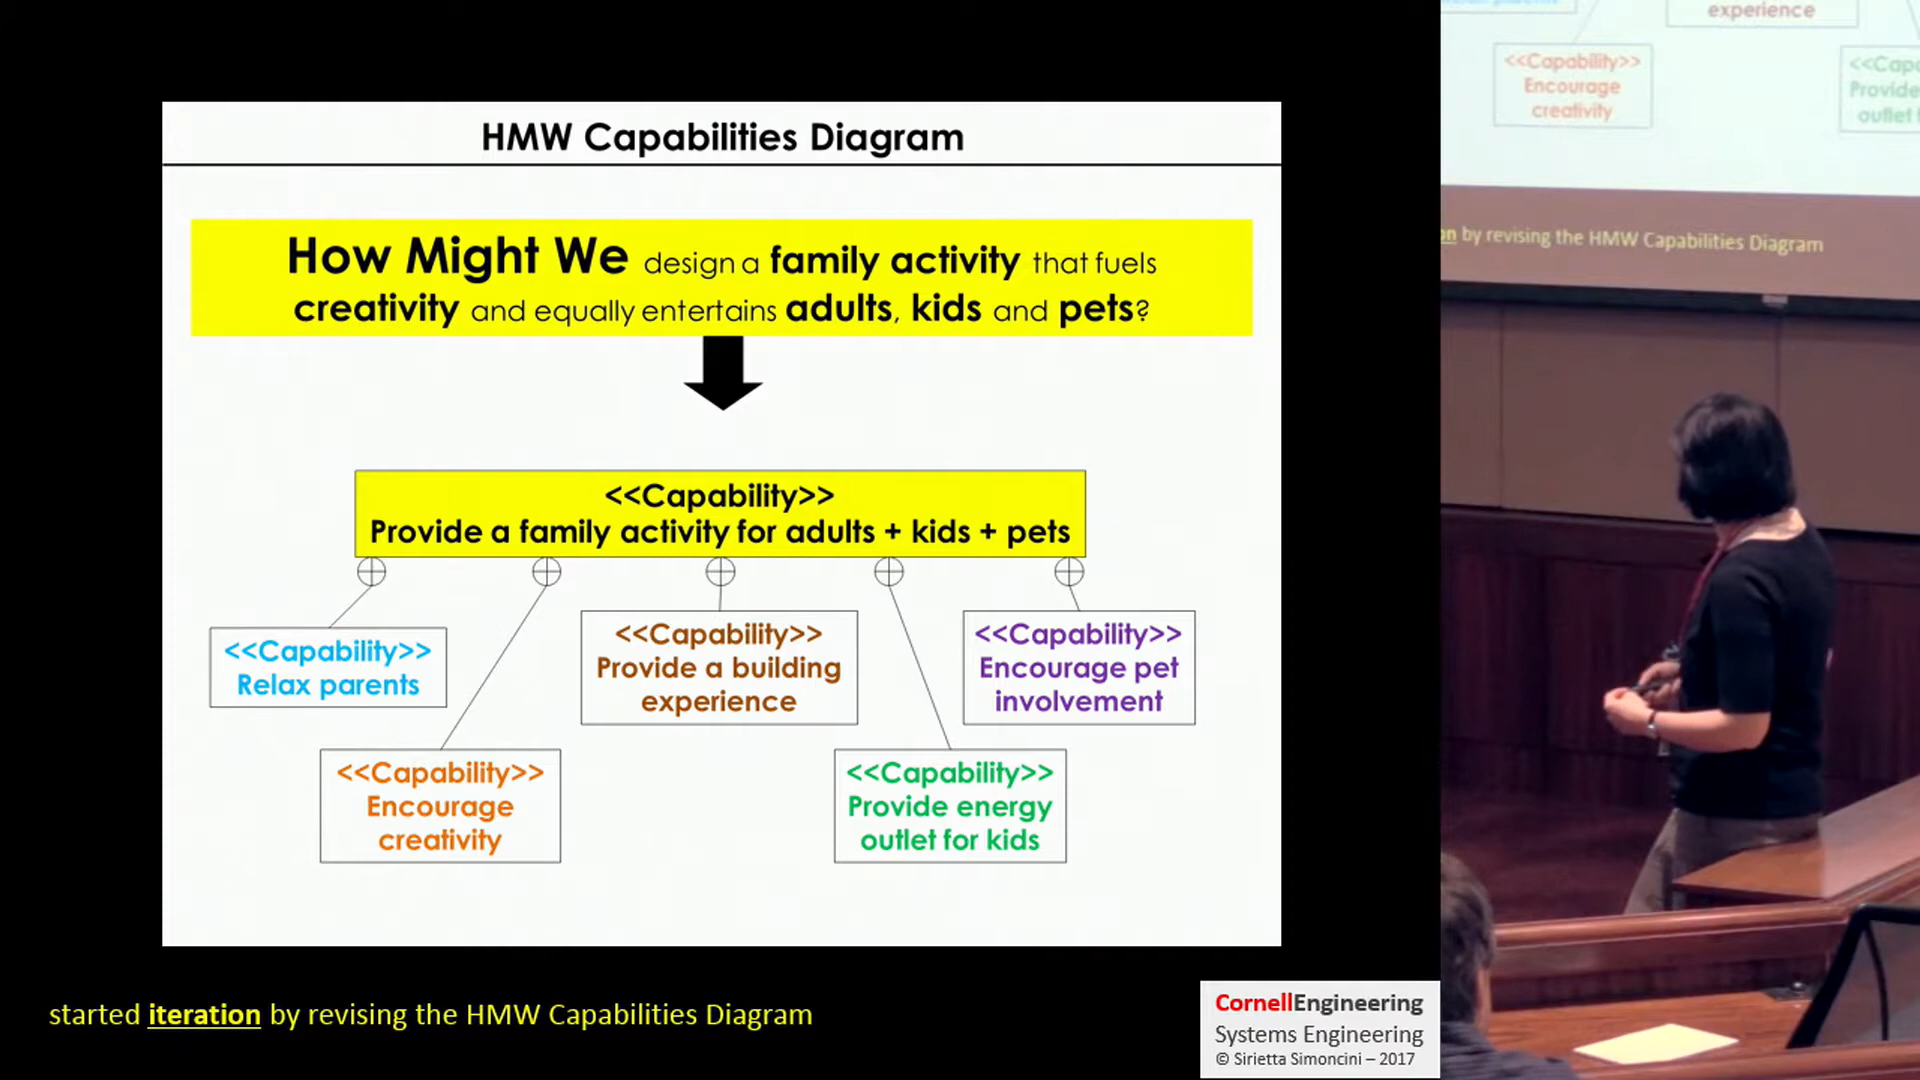 HMW Capabilities Diagram
How Might We design a family activity that fuels
creativity and equally entertains adults, kids and pets?
<<Capability>>
Provide a family activity for adults + kids + pets
<<Capability>>
Relax parents
<<Capability>>
Encourage
creativity
<<Capability>>
Provide a building
experience
<<Capability>>
Provide energy
outlet for kids
<<Capability>>
Encourage pet
involvement
started iteration by revising the HMW Capabilities Diagram
CornellEngineering
Systems Engineering
© Sirietta Simoncini – 2017
experience
<<Capability>>
Encourage
creativity
<<Cap
Provide
outlet
by revising the HMW Capabilities Diagram